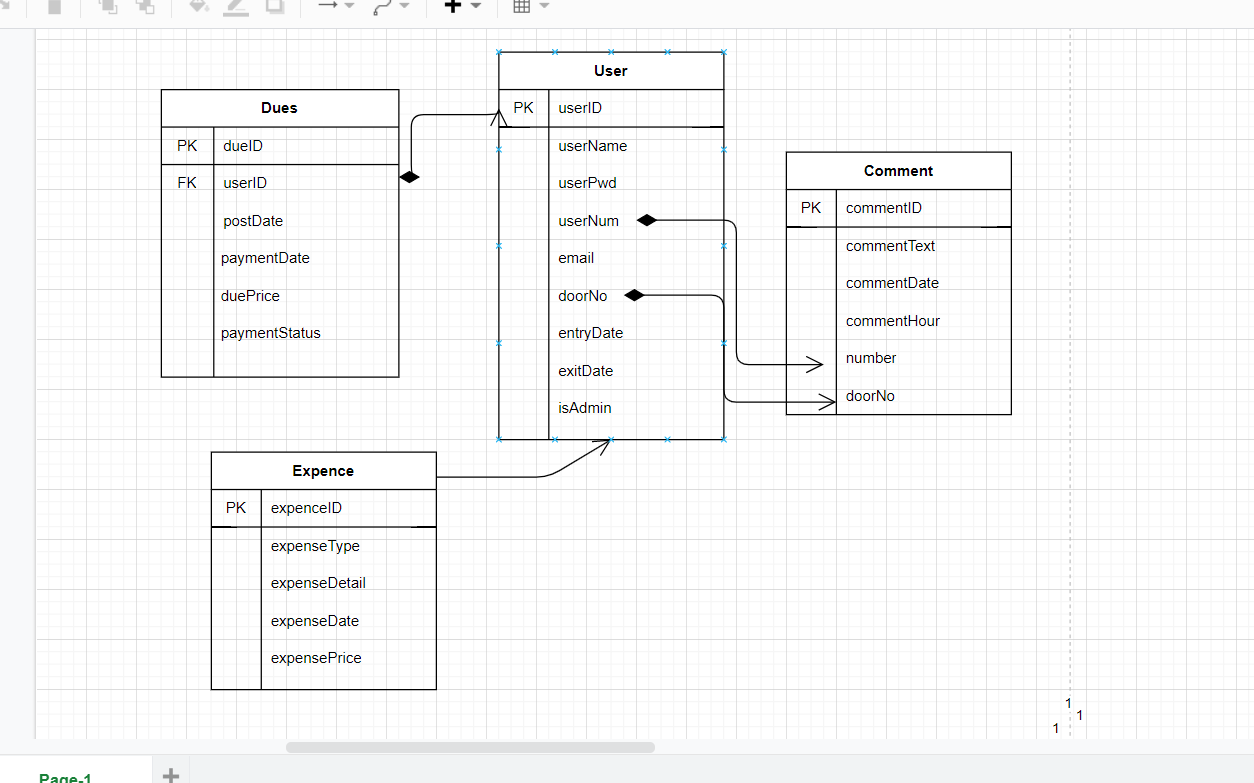 User
PK userID
userName
userPwd
userNum
email
doorNo
entryDate
exitDate
isAdmin
Dues
PK dueID
FK userID
postDate
paymentDate
duePrice
paymentStatus
Comment
PK commentID
commentText
commentDate
commentHour
number
doorNo
Expence
PK expenceID
expenseType
expenseDetail
expenseDate
expensePrice
1
1
1
Page-1